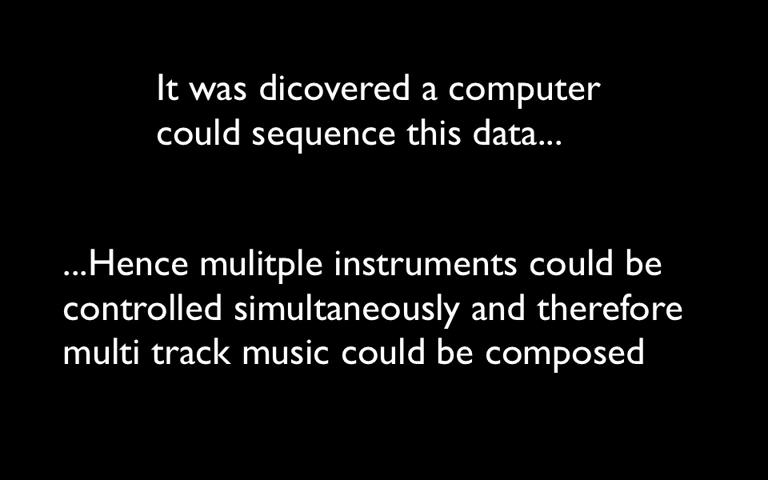 It was dicovered a computer
could sequence this data...
...Hence mulitple instruments could be
controlled simultaneously and therefore
multi track music could be composed